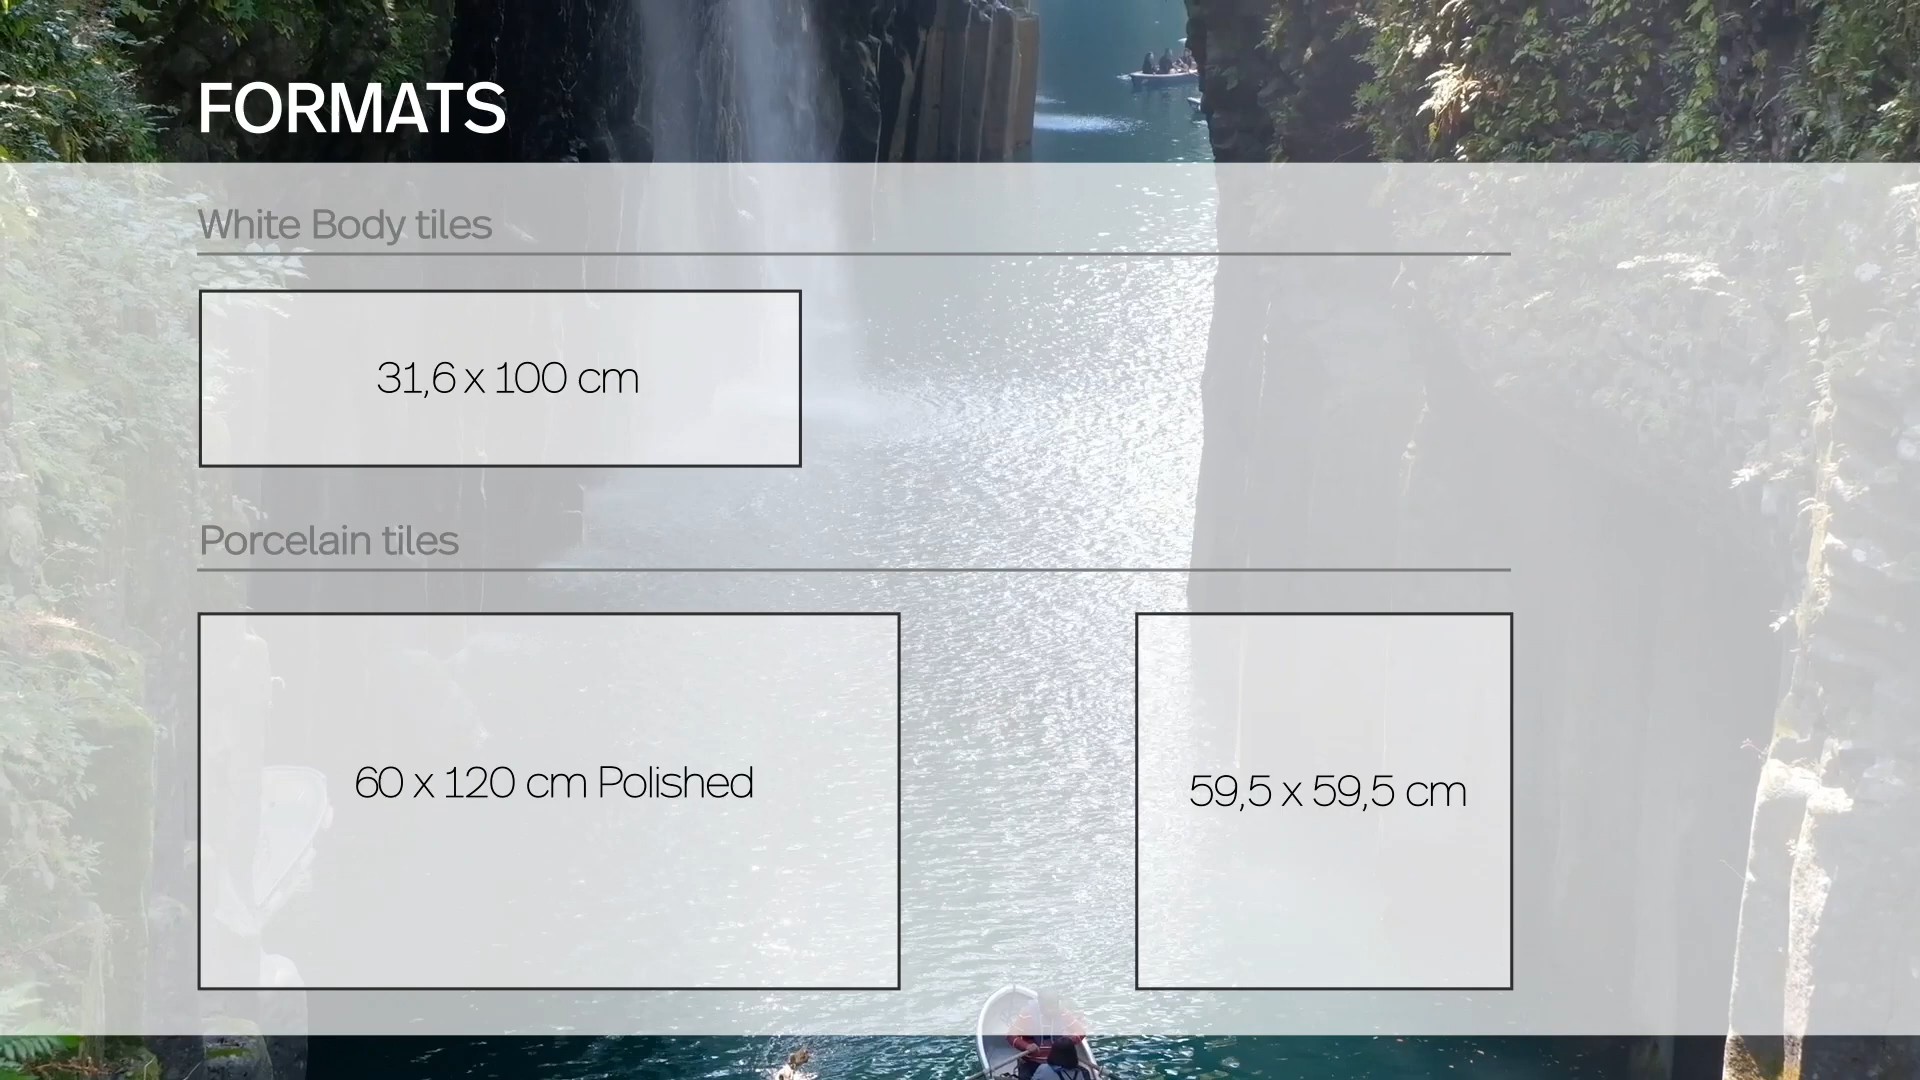 FORMATS
White Body tiles
31,6 x 100 cm
Porcelain tiles
60 x 120 cm Polished
59,5 x 59,5 cm